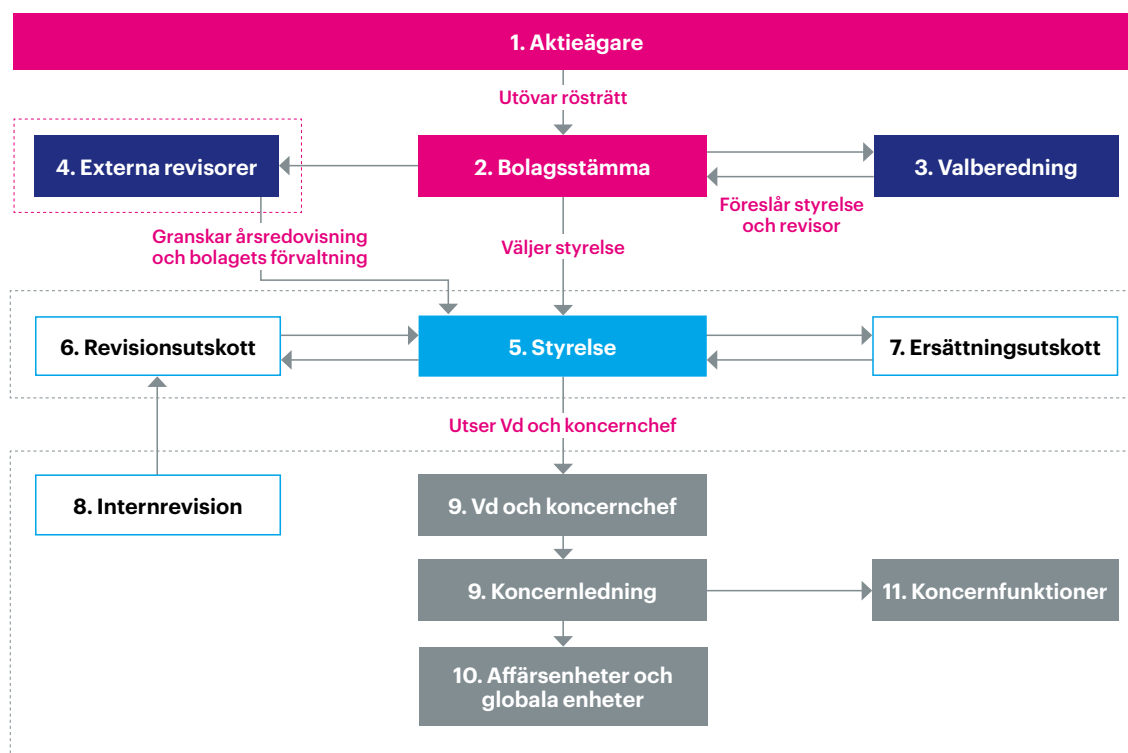 1. Aktieägare
Utövar rösträtt
4. Externa revisorer
2. Bolagsstämma
3. Valberedning
Föreslår styrelse
och revisor
Granskar årsredovisning
och bolagets förvaltning
Väljer styrelse
6. Revisionsutskott
5. Styrelse
7. Ersättningsutskott
Utser Vd och koncernchef
8. Internrevision
9. Vd och koncernchef
9. Koncernledning
11. Koncernfunktioner
10. Affärsenheter och
globala enheter